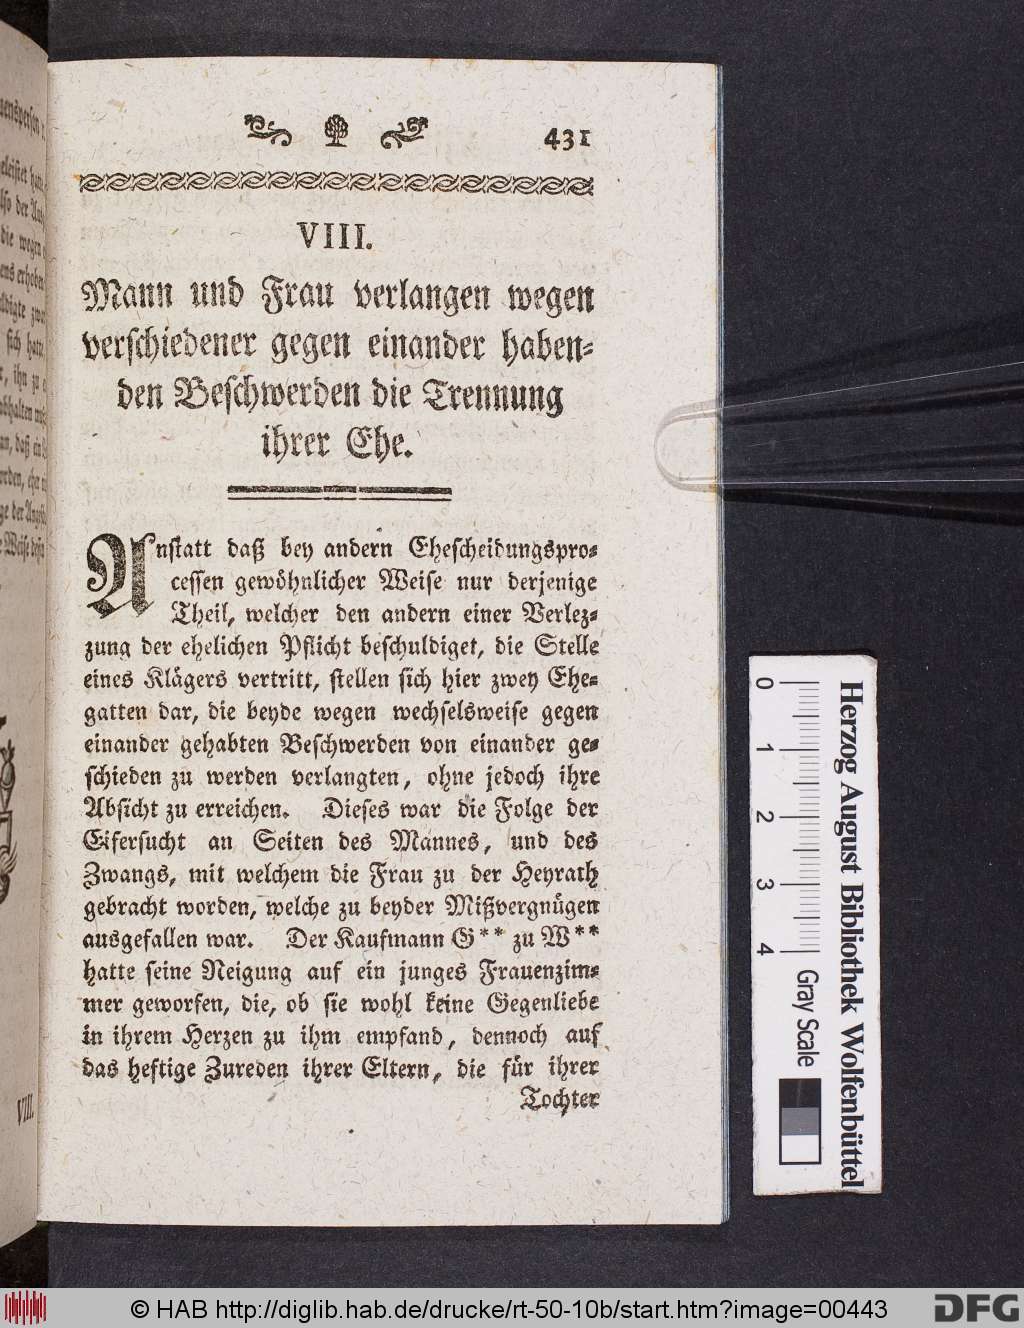 431
VIII.
Mann und Frau verlangen wegen
verschiedener gegen einander haben-
den Beschwerden die Trennung
ihrer Ehe.
Anstatt daß bey andern Ehescheidungspro-
cessen gewöhnlicher Weise nur derjenige
Theil, welcher den andern einer Verlez-
zung der ehelichen Pflicht beschuldiget, die Stelle
eines Klägers vertritt, stellen sich hier zwey Ehe-
gatten dar, die beyde wegen wechselsweise gegen
einander gehabten Beschwerden von einander ge-
schieden zu werden verlangten, ohne jedoch ihre
Absicht zu erreichen. Dieses war die Folge der
Eifersucht an Seiten des Mannes, und des
Zwangs, mit welchem die Frau zu der Heyrath
gebracht worden, welche zu beyder Mißvergnügen
ausgefallen war. Der Kaufmann G** zu W**
hatte seine Neigung auf ein junges Frauenzim-
mer geworfen, die, ob sie wohl keine Gegenliebe
in ihrem Herzen zu ihm empfand, dennoch auf
das heftige Zureden ihrer Eltern, die für ihrer
Tochter
VIII.
0 1 2 3 4
Gray Scale
Herzog August Bibliothek Wolfenbüttel
© HAB http://diglib.hab.de/drucke/rt-50-10b/start.htm?image=00443
DFG